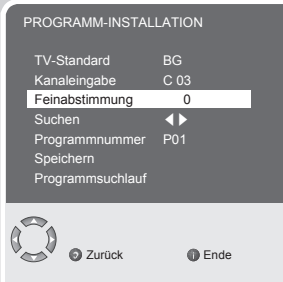 PROGRAMM-INSTALLATION
TV-Standard BG
Kanaleingabe C 03
Feinabstimmung 0
Suchen ◀ ▶
Programmnummer P01
Speichern
Programmsuchlauf
Zurück Ende